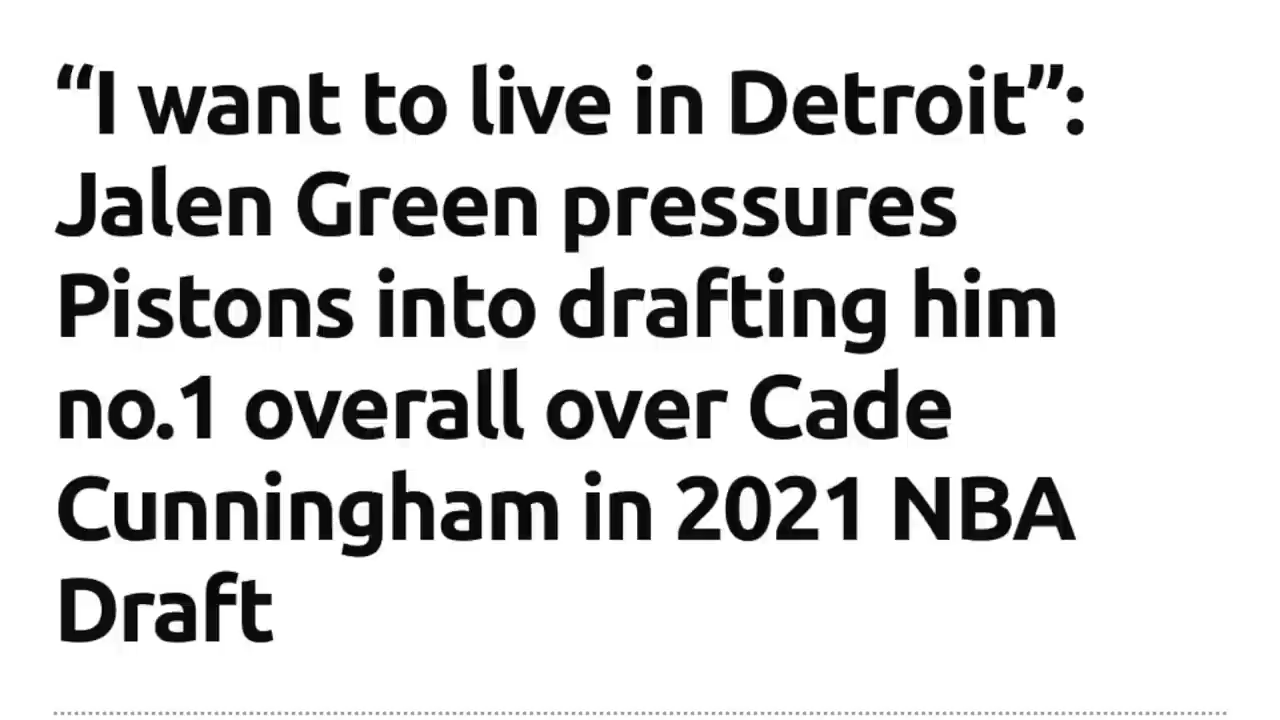 “I want to live in Detroit”:
Jalen Green pressures
Pistons into drafting him
no.1 overall over Cade
Cunningham in 2021 NBA
Draft